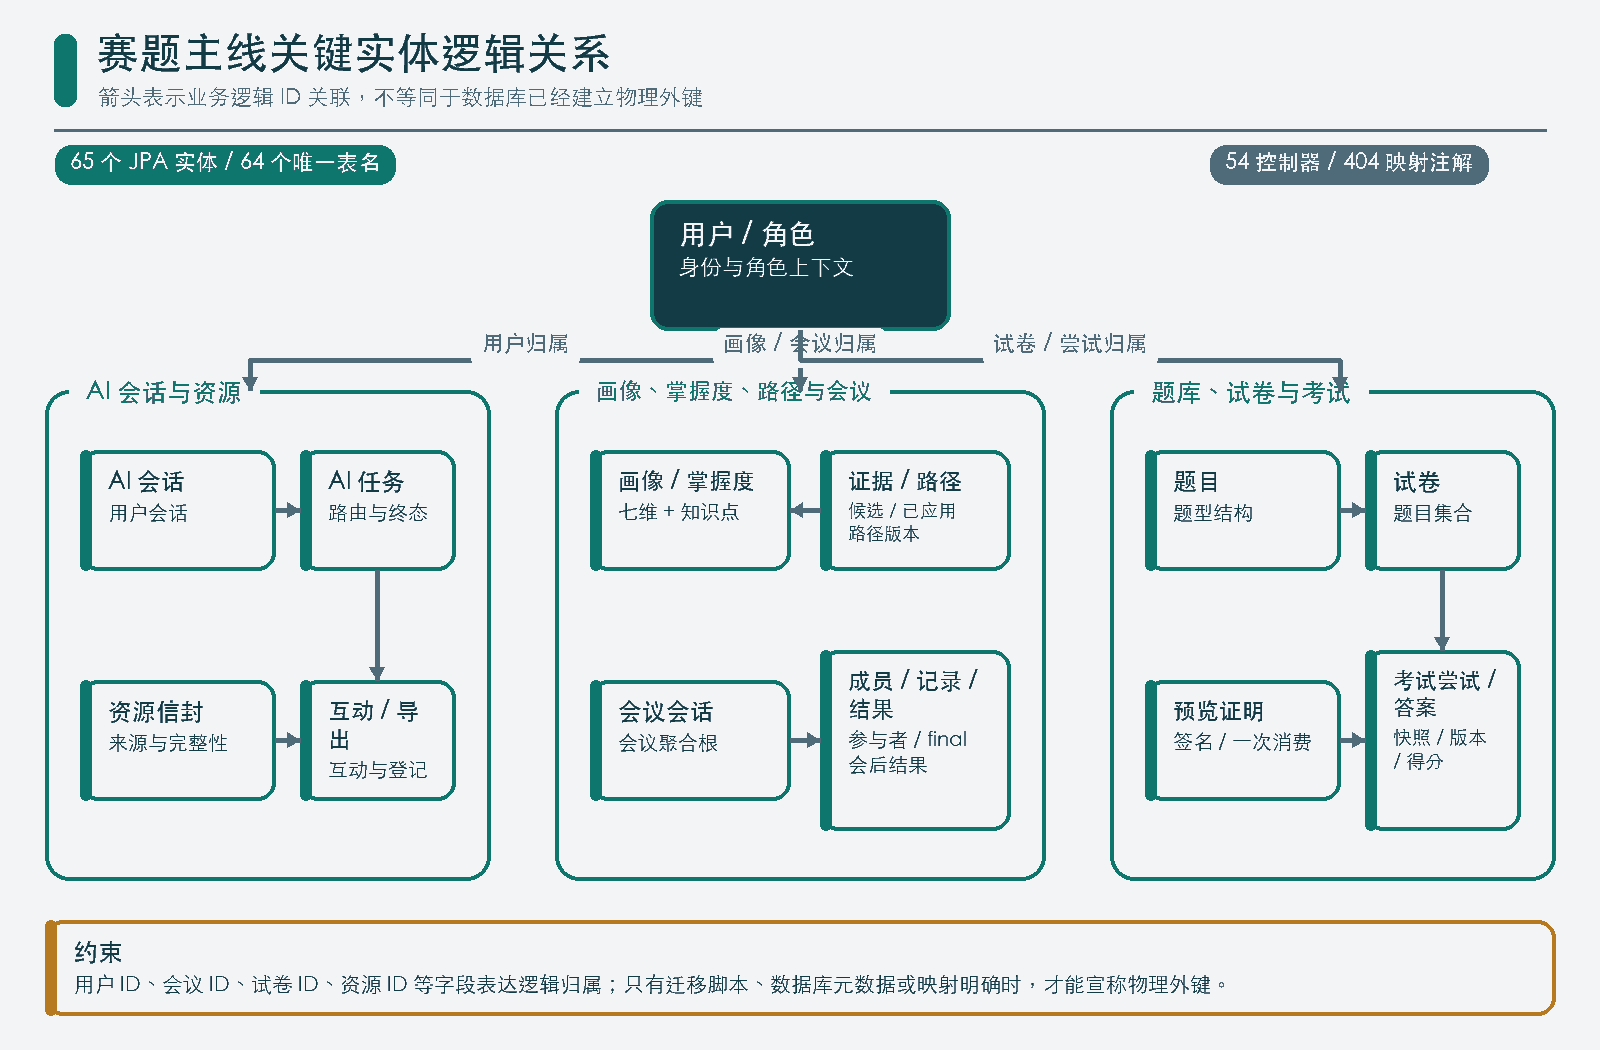 赛题主线关键实体逻辑关系
箭头表示业务逻辑 ID 关联，不等同于数据库已经建立物理外键
65 个 JPA 实体 / 64 个唯一表名
54 控制器 / 404 映射注解
用户 / 角色
身份与角色上下文
用户归属
画像 / 会议归属
试卷 / 尝试归属
AI 会话与资源
AI 会话
用户会话
AI 任务
路由与终态
资源信封
来源与完整性
互动 / 导
出
互动与登记
画像、掌握度、路径与会议
画像 / 掌握度
七维 + 知识点
证据 / 路径
候选 / 已应用
路径版本
会议会话
会议聚合根
成员 / 记录 /
结果
参与者 / final
会后结果
题库、试卷与考试
题目
题型结构
试卷
题目集合
预览证明
签名 / 一次消费
考试尝试 /
答案
快照 / 版本
/ 得分
约束
用户 ID、会议 ID、试卷 ID、资源 ID 等字段表达逻辑归属；只有迁移脚本、数据库元数据或映射明确时，才能宣称物理外键。